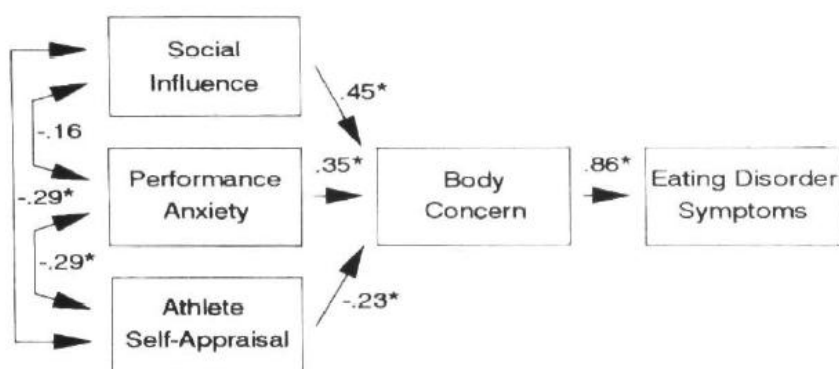 Social
Influence
.45*
-.16
Performance
Anxiety
.35*
Body
Concern
.86*
Eating Disorder
Symptoms
-.29*
-.29*
Athlete
Self-Appraisal
-.23*